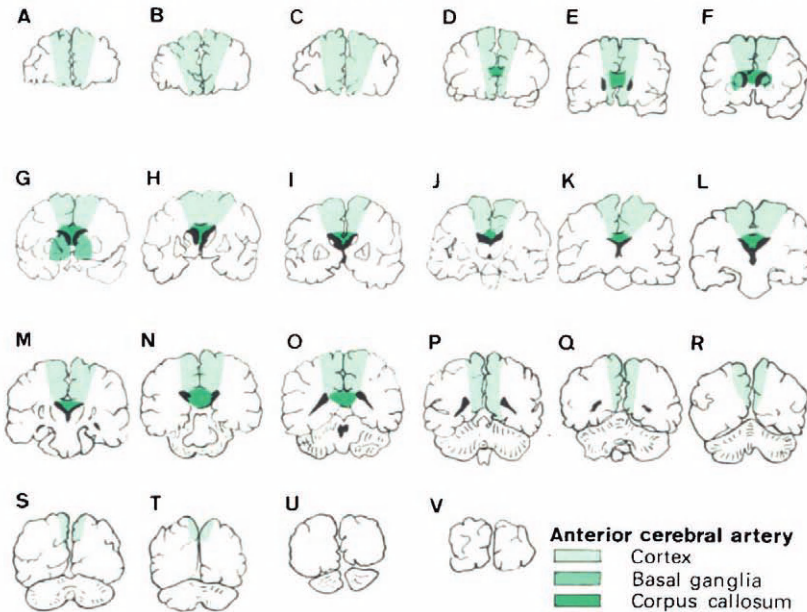 A B C D E F
G H I J K L
M N O P Q R
S T U V
Anterior cerebral artery
Cortex
Basal ganglia
Corpus callosum